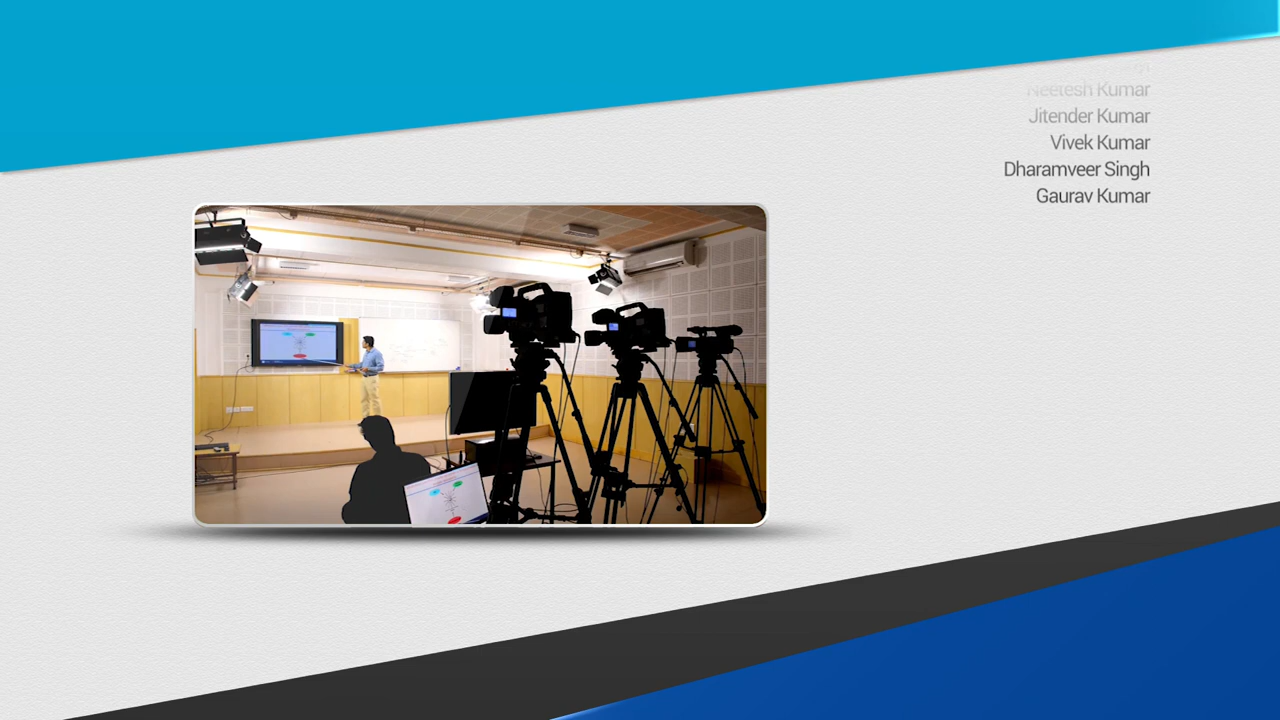 Neetesh Kumar
Jitender Kumar
Vivek Kumar
Dharamveer Singh
Gaurav Kumar